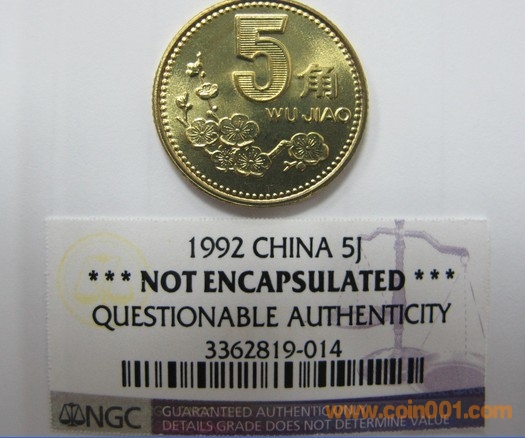 5角
WU JIAO
1992 CHINA 5J
*** NOT ENCAPSULATED ***
QUESTIONABLE AUTHENTICITY
3362819-014
NGC
GUARANTEED AUTHENTIC ONLY
DETAILS GRADE DOES NOT DETERMINE VALUE
www.coin001.com